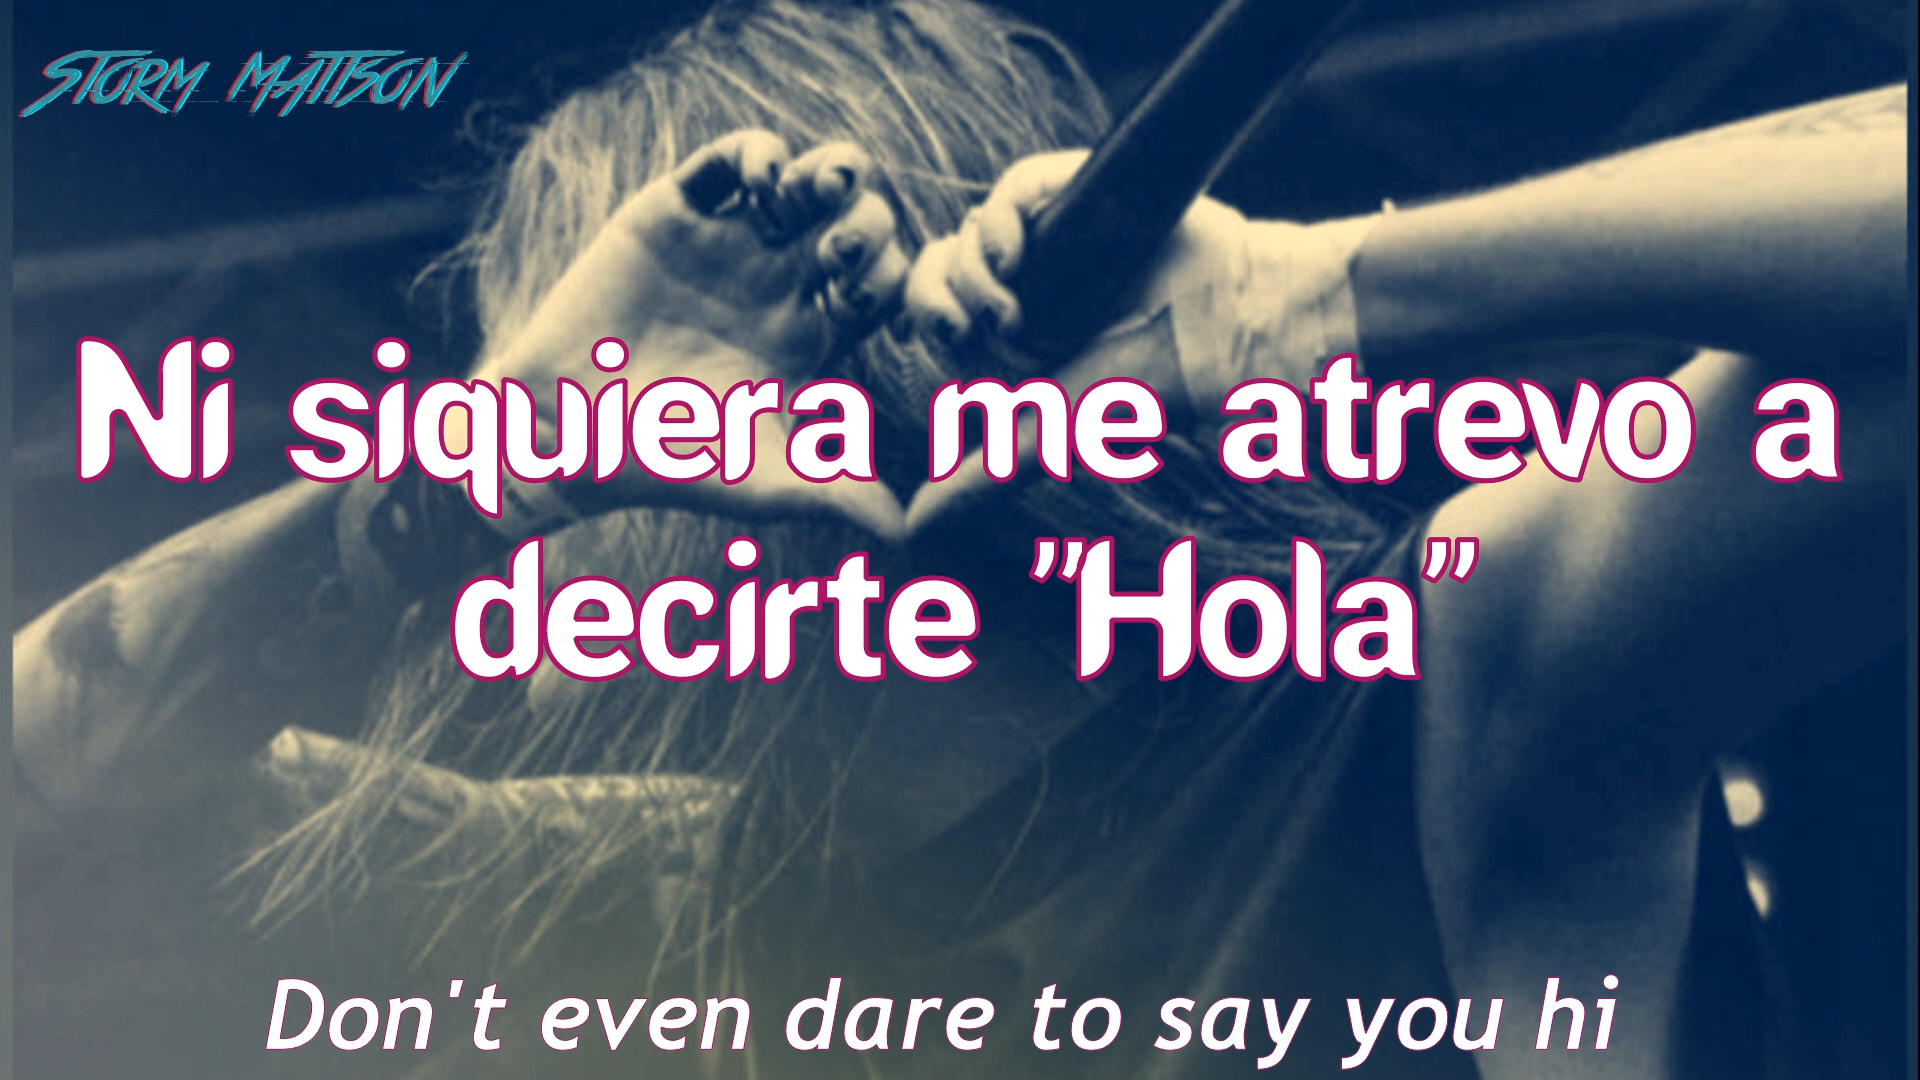 STORM MATTSON
Ni siquiera me atrevo a
decirte "Hola"
Don't even dare to say you hi